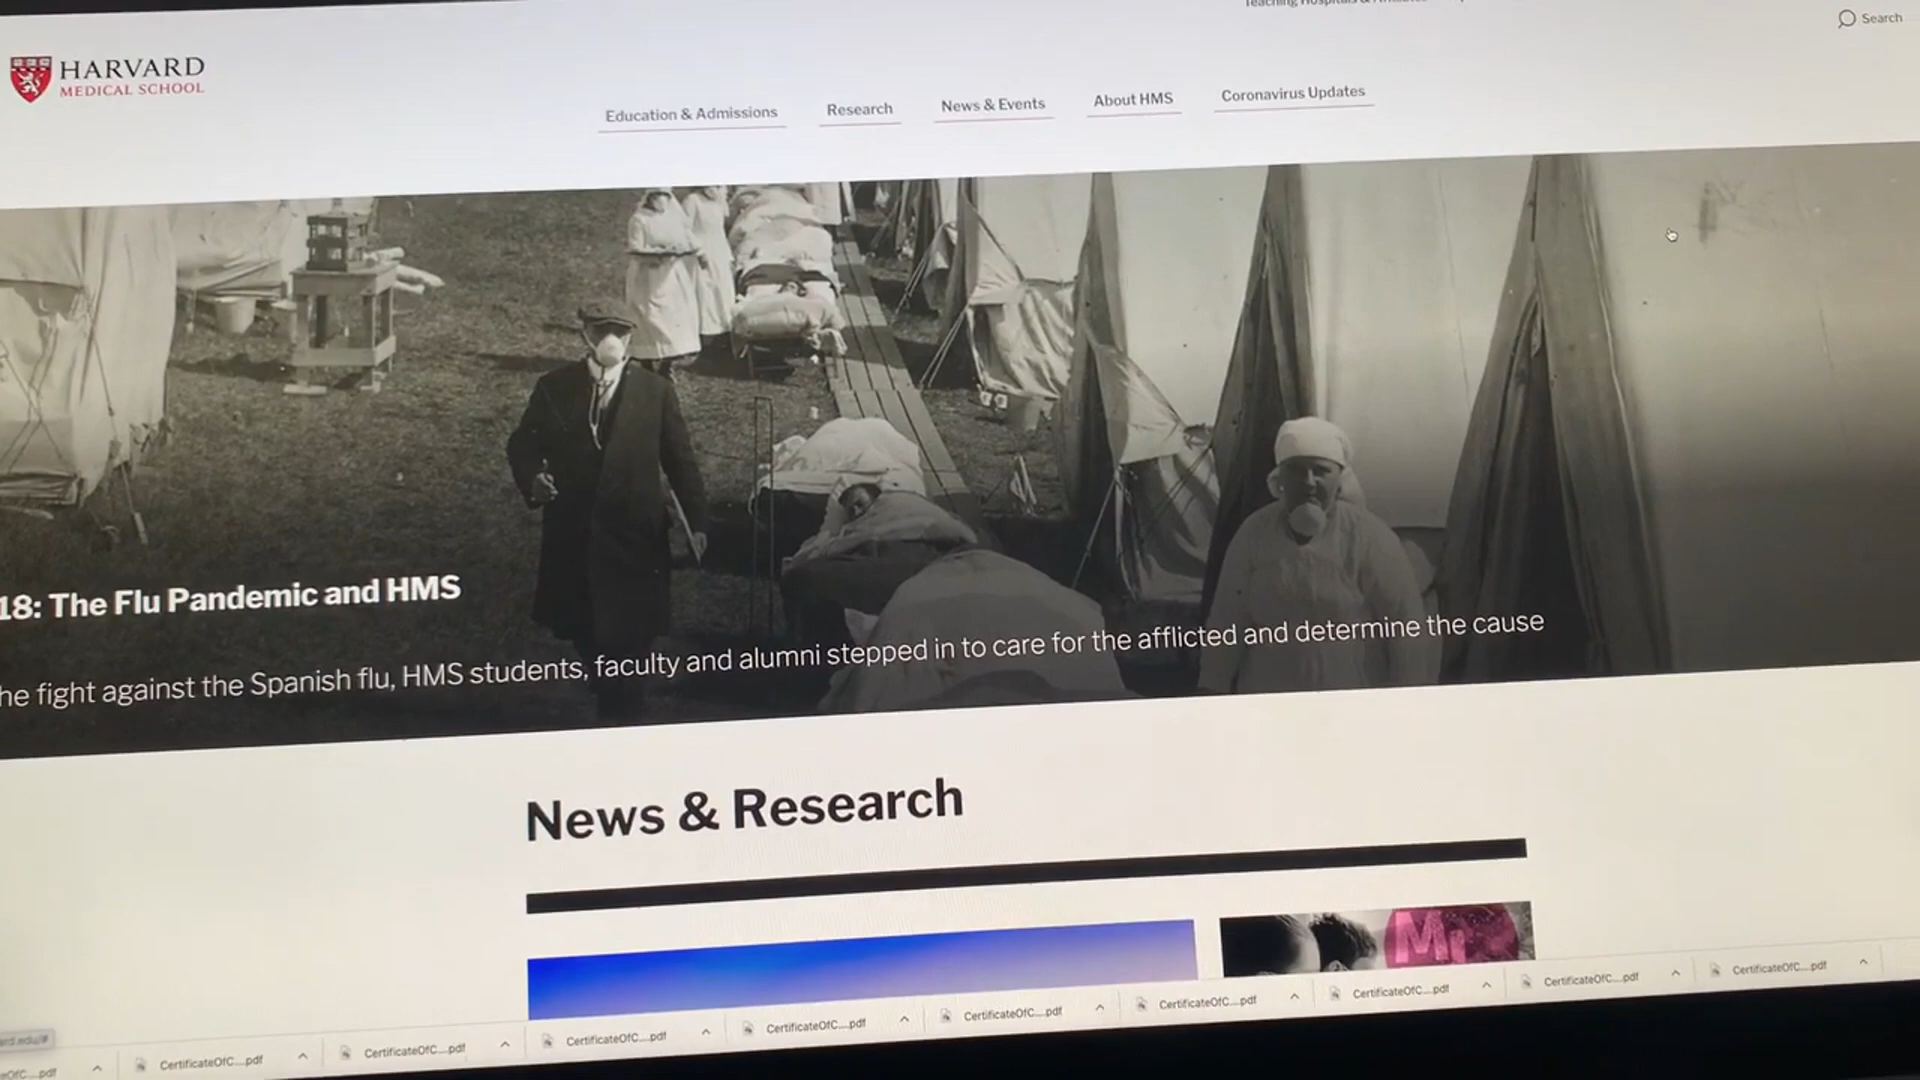 Teaching Hospitals &
Search
HARVARD
MEDICAL SCHOOL
Education & Admissions
Research
News & Events
About HMS
Coronavirus Updates
18: The Flu Pandemic and HMS
he fight against the Spanish flu, HMS students, faculty and alumni stepped in to care for the afflicted and determine the cause
News & Research
CertificateOfC....pdf
CertificateOfC....pdf
CertificateOfC....pdf
CertificateOfC....pdf
CertificateOfC....pdf
CertificateOfC....pdf
CertificateOfC....pdf
CertificateOfC....pdf
CertificateOfC....pdf